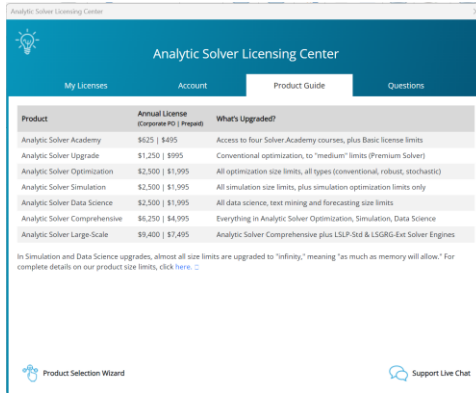 Analytic Solver Licensing Center
Analytic Solver Licensing Center
My Licenses Account Product Guide Questions
Product Annual License (Corporate PO | Prepaid) What's Upgraded?
Analytic Solver Academy $625 | $495 Access to four Solver.Academy courses, plus Basic license limits
Analytic Solver Upgrade $1,250 | $995 Conventional optimization, to "medium" limits (Premium Solver)
Analytic Solver Optimization $2,500 | $1,995 All optimization size limits, all types (conventional, robust, stochastic)
Analytic Solver Simulation $2,500 | $1,995 All simulation size limits, plus simulation optimization limits only
Analytic Solver Data Science $2,500 | $1,995 All data science, text mining and forecasting size limits
Analytic Solver Comprehensive $6,250 | $4,995 Everything in Analytic Solver Optimization, Simulation, Data Science
Analytic Solver Large-Scale $9,400 | $7,495 Analytic Solver Comprehensive plus LSLP-Std & LSGRG-Ext Solver Engines
In Simulation and Data Science upgrades, almost all size limits are upgraded to "infinity," meaning "as much as memory will allow." For
complete details on our product size limits, click here. ::
Product Selection Wizard Support Live Chat